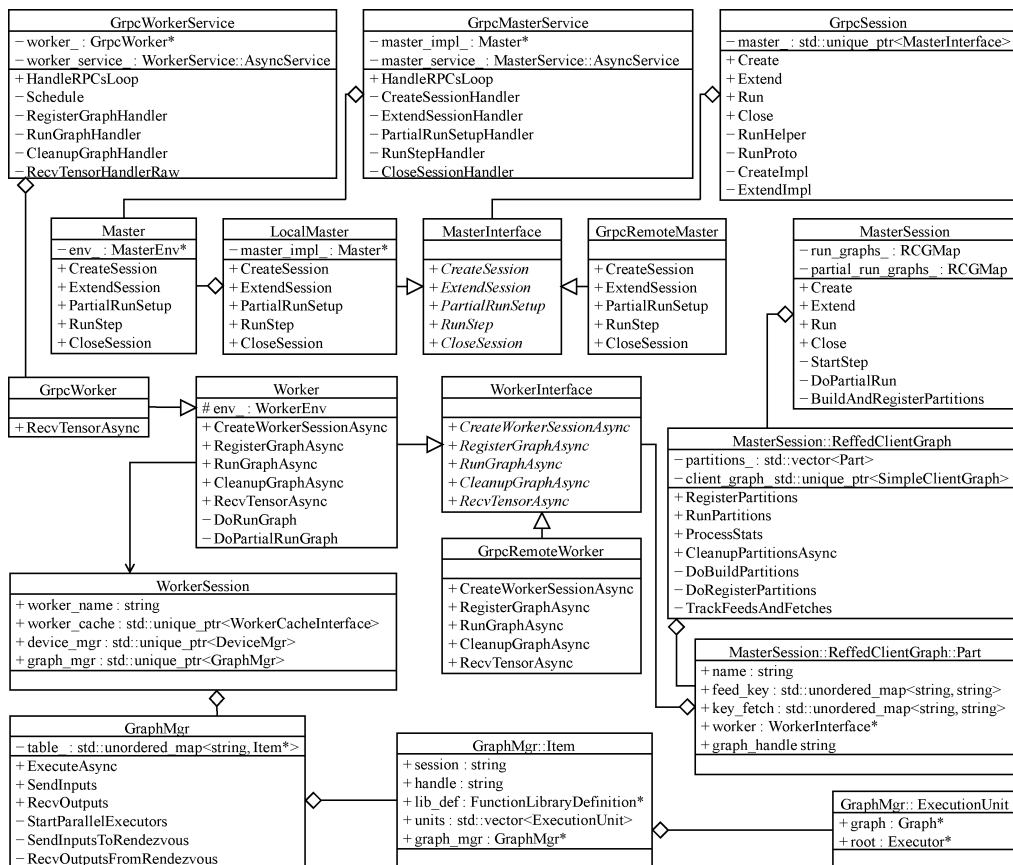 GrpcWorkerService
− worker_ : GrpcWorker*
− worker_service_ : WorkerService::AsyncService
+ HandleRPCsLoop
− Schedule
− RegisterGraphHandler
− RunGraphHandler
− CleanupGraphHandler
− RecvTensorHandlerRaw
GrpcMasterService
− master_impl_ : Master*
− master_service_ : MasterService::AsyncService
+ HandleRPCsLoop
− CreateSessionHandler
− ExtendSessionHandler
− PartialRunSetupHandler
− RunStepHandler
− CloseSessionHandler
GrpcSession
− master_ : std::unique_ptr<MasterInterface>
+ Create
+ Extend
+ Run
+ Close
− RunHelper
− RunProto
− CreateImpl
− ExtendImpl
Master
− env_ : MasterEnv*
+ CreateSession
+ ExtendSession
+ PartialRunSetup
+ RunStep
+ CloseSession
LocalMaster
− master_impl_ : Master*
+ CreateSession
+ ExtendSession
+ PartialRunSetup
+ RunStep
+ CloseSession
MasterInterface
+ CreateSession
+ ExtendSession
+ PartialRunSetup
+ RunStep
+ CloseSession
GrpcRemoteMaster
+ CreateSession
+ ExtendSession
+ PartialRunSetup
+ RunStep
+ CloseSession
MasterSession
− run_graphs_ : RCGMap
− partial_run_graphs_ : RCGMap
+ Create
+ Extend
+ Run
+ Close
− StartStep
− DoPartialRun
− BuildAndRegisterPartitions
GrpcWorker
+ RecvTensorAsync
Worker
# env_ : WorkerEnv
+ CreateWorkerSessionAsync
+ RegisterGraphAsync
+ RunGraphAsync
+ CleanupGraphAsync
+ RecvTensorAsync
− DoRunGraph
− DoPartialRunGraph
WorkerInterface
+ CreateWorkerSessionAsync
+ RegisterGraphAsync
+ RunGraphAsync
+ CleanupGraphAsync
+ RecvTensorAsync
MasterSession::ReffedClientGraph
− partitions_ : std::vector<Part>
− client_graph_std::unique_ptr<SimpleClientGraph>
+ RegisterPartitions
+ RunPartitions
+ ProcessStats
+ CleanupPartitionsAsync
− DoBuildPartitions
− DoRegisterPartitions
− TrackFeedsAndFetches
GrpcRemoteWorker
+ CreateWorkerSessionAsync
+ RegisterGraphAsync
+ RunGraphAsync
+ CleanupGraphAsync
+ RecvTensorAsync
WorkerSession
+ worker_name : string
+ worker_cache : std::unique_ptr<WorkerCacheInterface>
+ device_mgr : std::unique_ptr<DeviceMgr>
+ graph_mgr : std::unique_ptr<GraphMgr>
MasterSession::ReffedClientGraph::Part
+ name : string
+ feed_key : std::unordered_map<string, string>
+ key_fetch : std::unordered_map<string, string>
+ worker : WorkerInterface*
+ graph_handle string
GraphMgr
− table_ : std::unordered_map<string, Item*>
+ ExecuteAsync
+ SendInputs
+ RecvOutputs
− StartParallelExecutors
− SendInputsToRendezvous
− RecvOutputsFromRendezvous
GraphMgr::Item
+ session : string
+ handle : string
+ lib_def : FunctionLibraryDefinition*
+ units : std::vector<ExecutionUnit>
+ graph_mgr : GraphMgr*
GraphMgr:: ExecutionUnit
+ graph : Graph*
+ root : Executor*